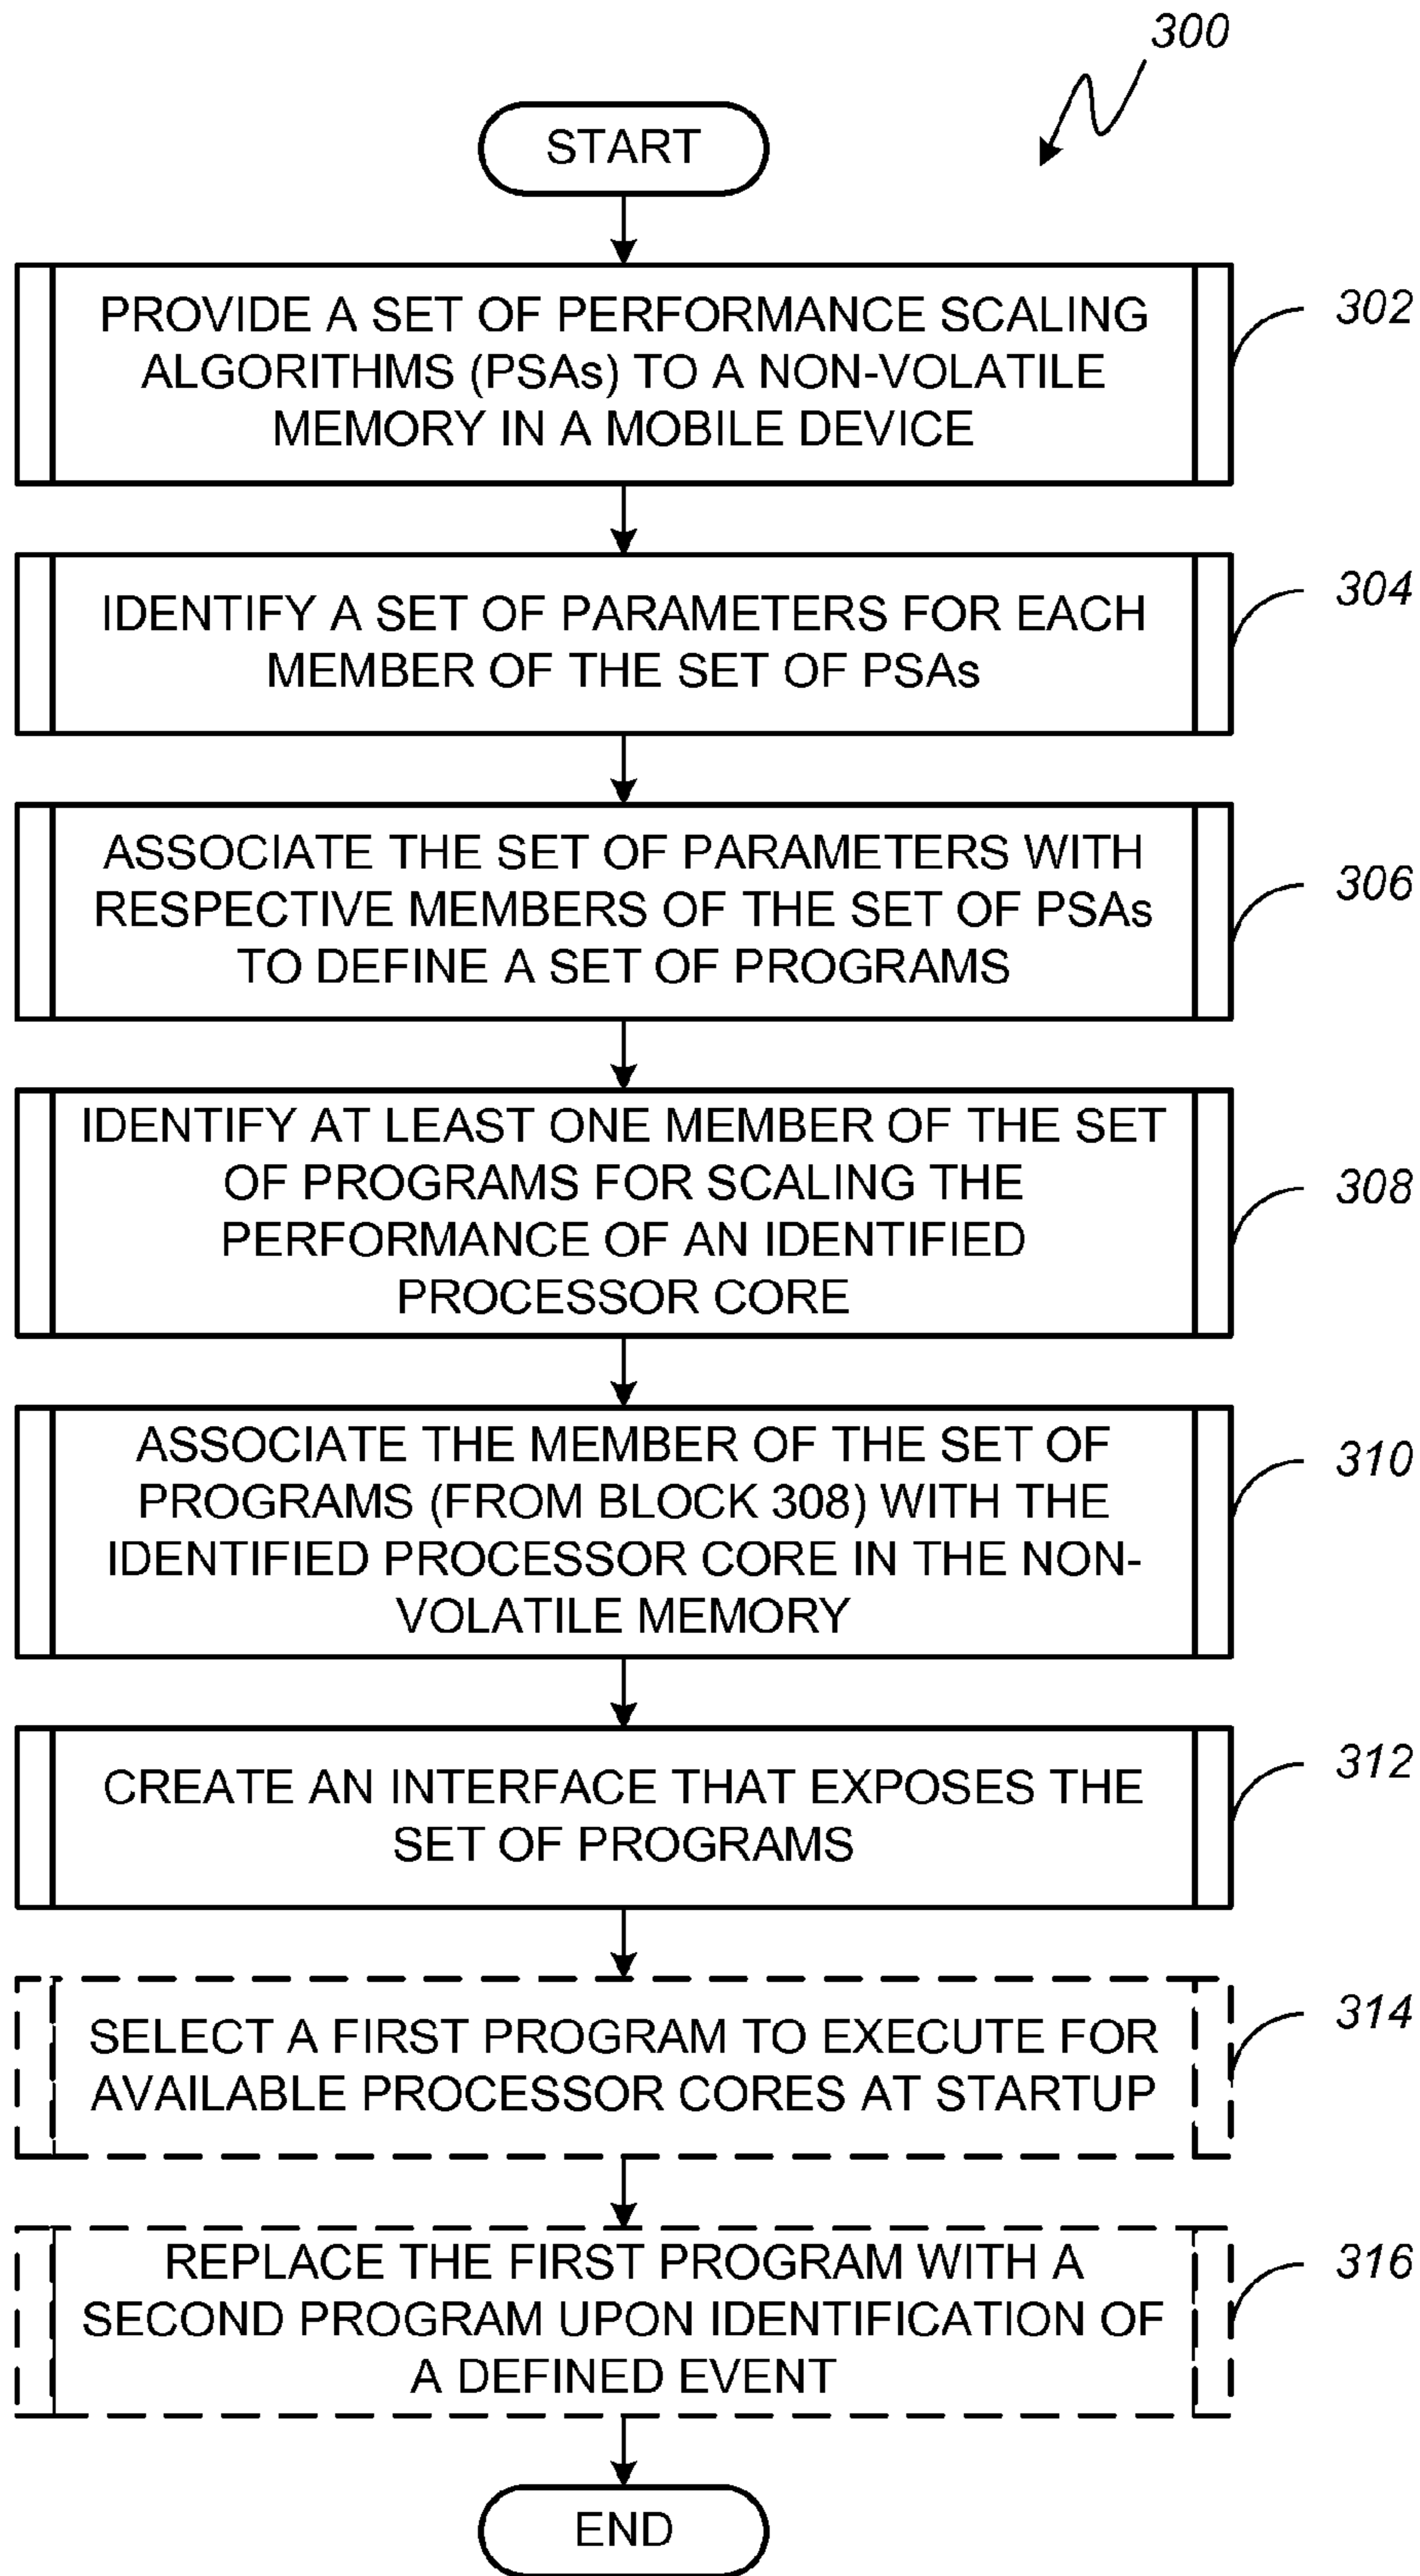 300
START
PROVIDE A SET OF PERFORMANCE SCALING
ALGORITHMS (PSAs) TO A NON-VOLATILE
MEMORY IN A MOBILE DEVICE
302
IDENTIFY A SET OF PARAMETERS FOR EACH
MEMBER OF THE SET OF PSAs
304
ASSOCIATE THE SET OF PARAMETERS WITH
RESPECTIVE MEMBERS OF THE SET OF PSAs
TO DEFINE A SET OF PROGRAMS
306
IDENTIFY AT LEAST ONE MEMBER OF THE SET
OF PROGRAMS FOR SCALING THE
PERFORMANCE OF AN IDENTIFIED
PROCESSOR CORE
308
ASSOCIATE THE MEMBER OF THE SET OF
PROGRAMS (FROM BLOCK 308) WITH THE
IDENTIFIED PROCESSOR CORE IN THE NON-
VOLATILE MEMORY
310
CREATE AN INTERFACE THAT EXPOSES THE
SET OF PROGRAMS
312
SELECT A FIRST PROGRAM TO EXECUTE FOR
AVAILABLE PROCESSOR CORES AT STARTUP
314
REPLACE THE FIRST PROGRAM WITH A
SECOND PROGRAM UPON IDENTIFICATION OF
A DEFINED EVENT
316
END